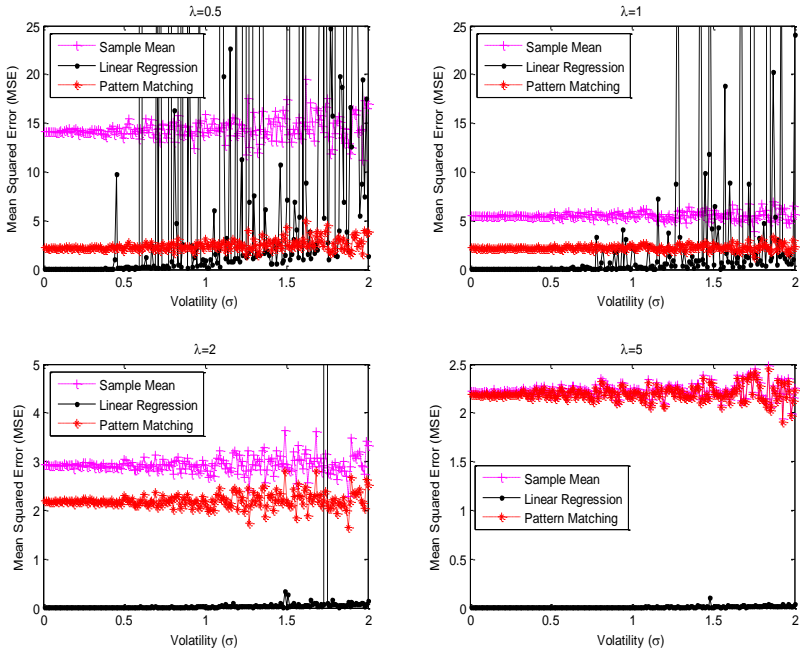 λ=0.5
25
20
15
10
5
0
0
0.5
1
1.5
2
Mean Squared Error (MSE)
Volatility (σ)
Sample Mean
Linear Regression
Pattern Matching
λ=1
25
20
15
10
5
0
0
0.5
1
1.5
2
Mean Squared Error (MSE)
Volatility (σ)
Sample Mean
Linear Regression
Pattern Matching
λ=2
5
4
3
2
1
0
0
0.5
1
1.5
2
Mean Squared Error (MSE)
Volatility (σ)
Sample Mean
Linear Regression
Pattern Matching
λ=5
2.5
2
1.5
1
0.5
0
0
0.5
1
1.5
2
Mean Squared Error (MSE)
Volatility (σ)
Sample Mean
Linear Regression
Pattern Matching